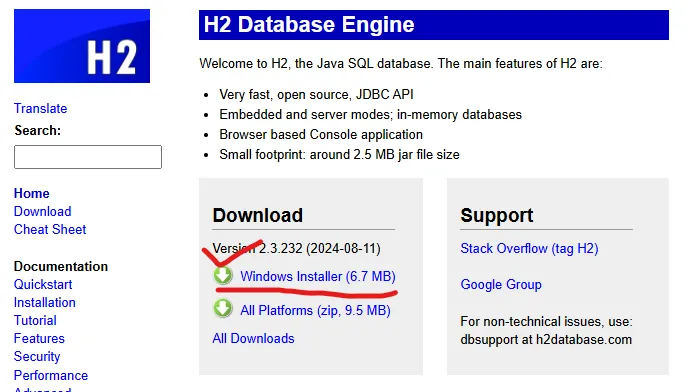 H2
Translate
Search:
Home
Download
Cheat Sheet
Documentation
Quickstart
Installation
Tutorial
Features
Security
Performance
Advanced
H2 Database Engine
Welcome to H2, the Java SQL database. The main features of H2 are:
Very fast, open source, JDBC API
Embedded and server modes; in-memory databases
Browser based Console application
Small footprint: around 2.5 MB jar file size
Download
Version 2.3.232 (2024-08-11)
Windows Installer (6.7 MB)
All Platforms (zip, 9.5 MB)
All Downloads
Support
Stack Overflow (tag H2)
Google Group
For non-technical issues, use:
dbsupport at h2database.com